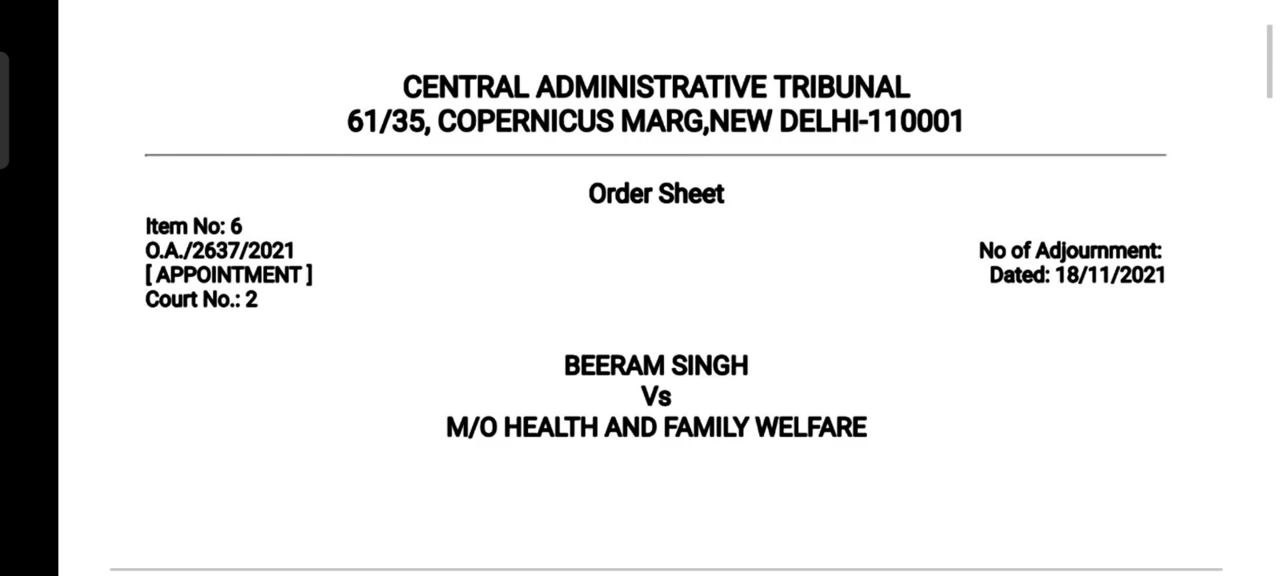 CENTRAL ADMINISTRATIVE TRIBUNAL
61/35, COPERNICUS MARG,NEW DELHI-110001
Order Sheet
Item No: 6
O.A./2637/2021
[ APPOINTMENT ]
Court No.: 2
No of Adjournment:
Dated: 18/11/2021
BEERAM SINGH
Vs
M/O HEALTH AND FAMILY WELFARE